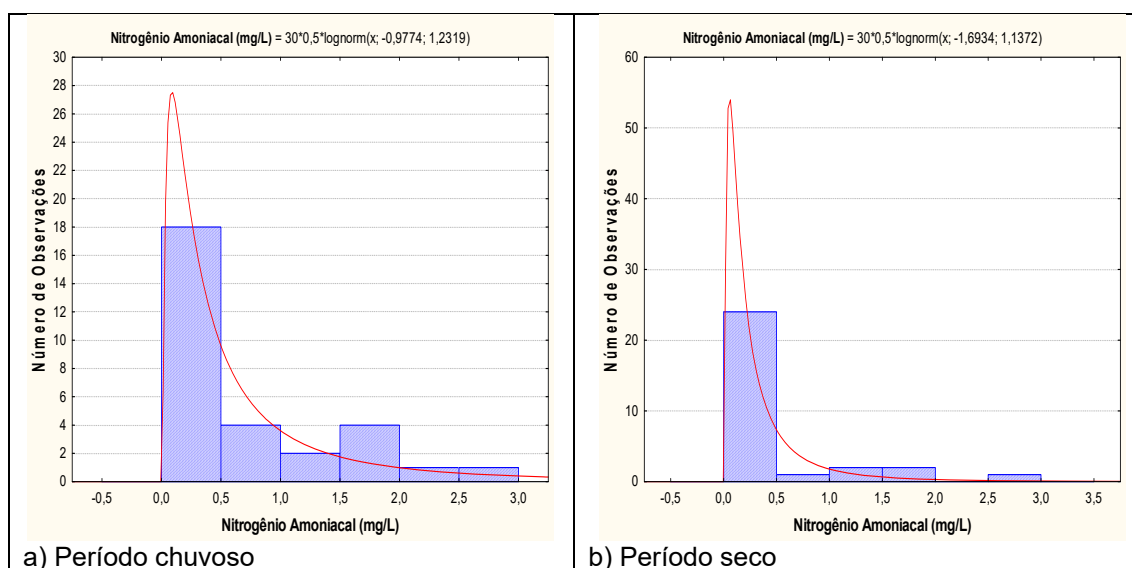 Nitrogênio Amoniacal (mg/L) = 30*0,5*lognorm(x; -0,9774; 1,2319)
30
28
26
24
22
20
18
16
14
12
10
8
6
4
2
0
Número de Observações
-0,5 0,0 0,5 1,0 1,5 2,0 2,5 3,0
Nitrogênio Amoniacal (mg/L)
a) Período chuvoso
Nitrogênio Amoniacal (mg/L) = 30*0,5*lognorm(x; -1,6934; 1,1372)
60
50
40
30
20
10
0
Número de Observações
-0,5 0,0 0,5 1,0 1,5 2,0 2,5 3,0 3,5
Nitrogênio Amoniacal (mg/L)
b) Período seco